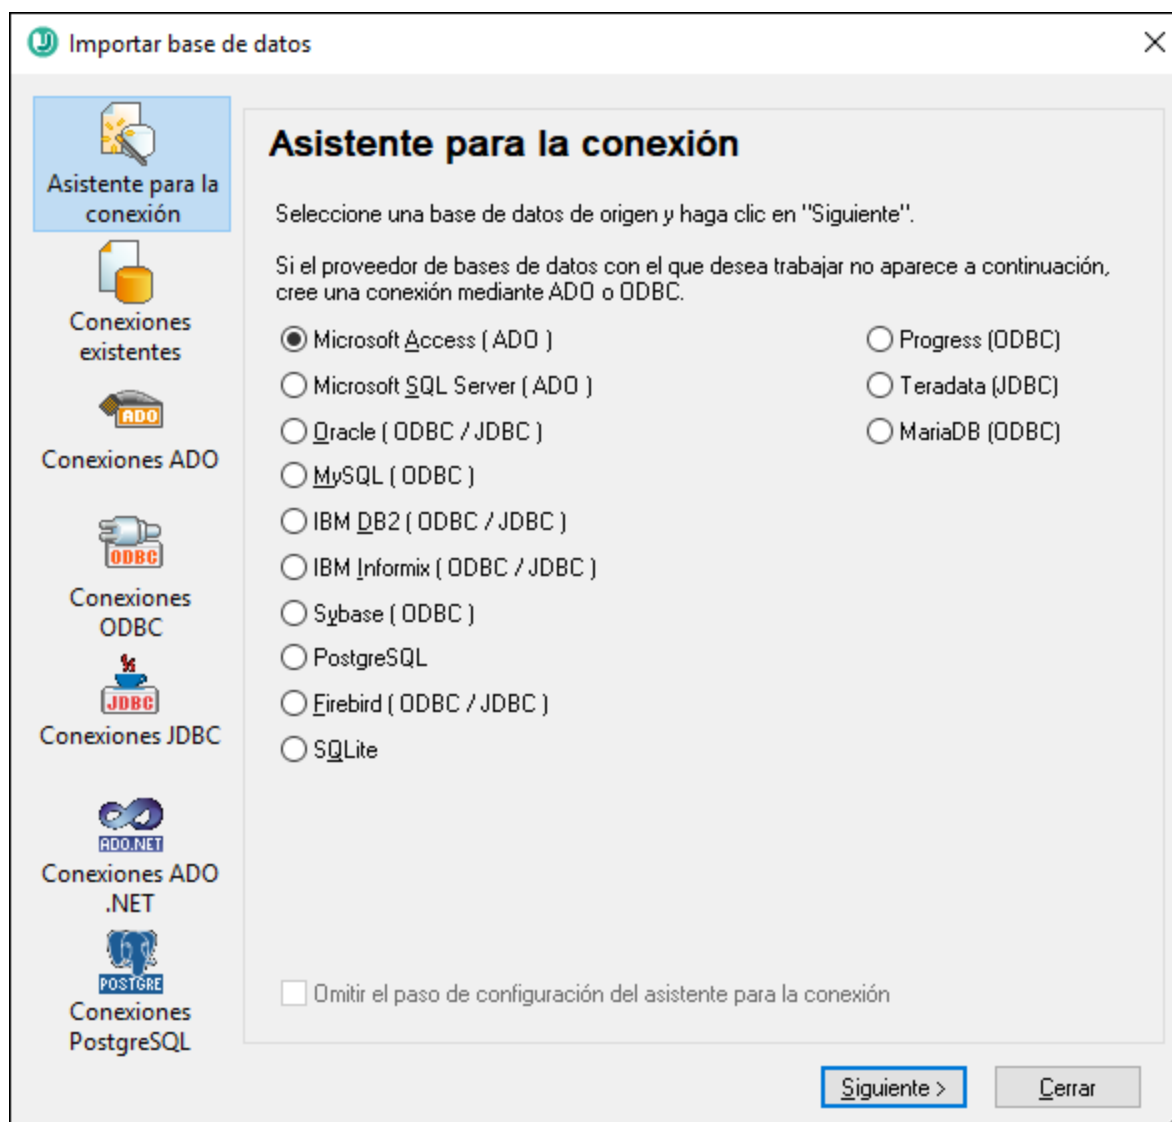 Importar base de datos
Asistente para la
conexión
Conexiones
existentes
ADO
Conexiones ADO
ODBC
Conexiones
ODBC
JDBC
Conexiones JDBC
ADO.NET
Conexiones ADO
.NET
POSTGRE
Conexiones
PostgreSQL
Asistente para la conexión
Seleccione una base de datos de origen y haga clic en "Siguiente".
Si el proveedor de bases de datos con el que desea trabajar no aparece a continuación,
cree una conexión mediante ADO o ODBC.
Microsoft Access ( ADO )
Microsoft SQL Server ( ADO )
Oracle ( ODBC / JDBC )
MySQL ( ODBC )
IBM DB2 ( ODBC / JDBC )
IBM Informix ( ODBC / JDBC )
Sybase ( ODBC )
PostgreSQL
Firebird ( ODBC / JDBC )
SQLite
Progress (ODBC)
Teradata (JDBC)
MariaDB (ODBC)
Omitir el paso de configuración del asistente para la conexión
Siguiente >
Cerrar